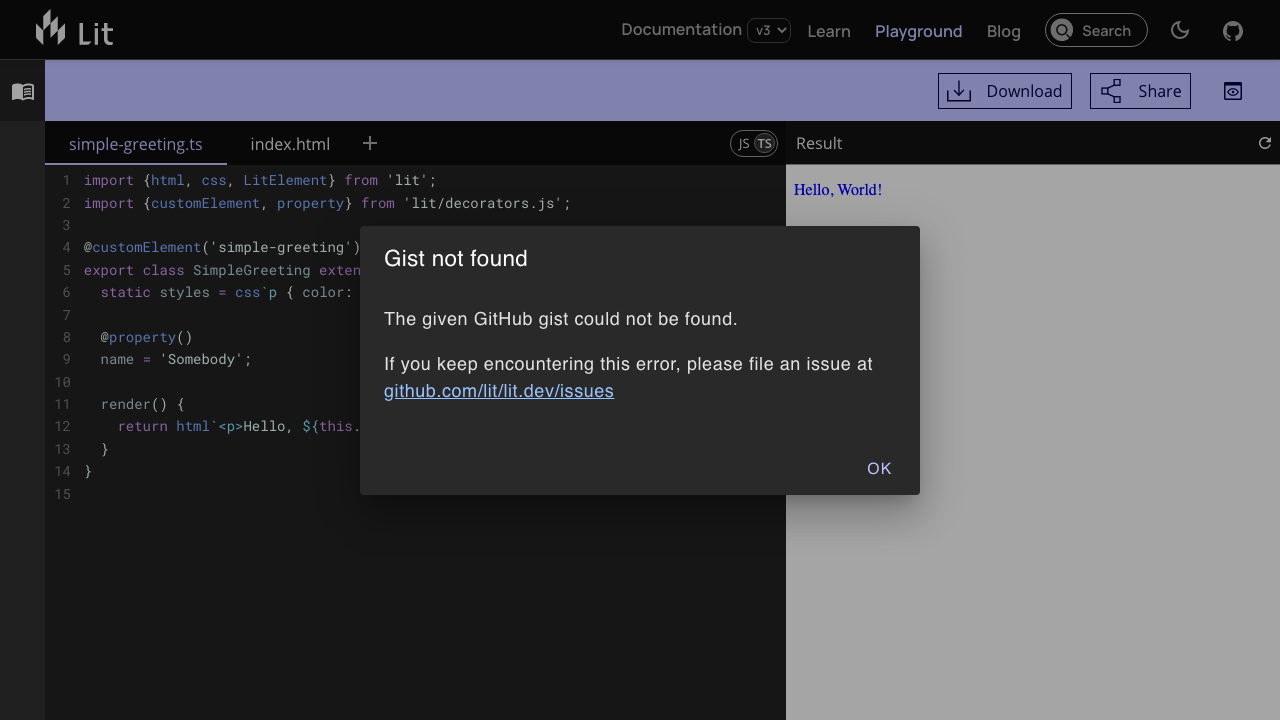 Lit
Documentation v3 Learn Playground Blog Search
Download Share
simple-greeting.ts index.html + JS TS
Result
1 import {html, css, LitElement} from 'lit';
2 import {customElement, property} from 'lit/decorators.js';
3
4 @customElement('simple-greeting')
5 export class SimpleGreeting exten
6 static styles = css`p { color:
7
8 @property()
9 name = 'Somebody';
10
11 render() {
12 return html`<p>Hello, ${this.
13 }
14 }
15
Hello, World!
Gist not found
The given GitHub gist could not be found.
If you keep encountering this error, please file an issue at
github.com/lit/lit.dev/issues
OK